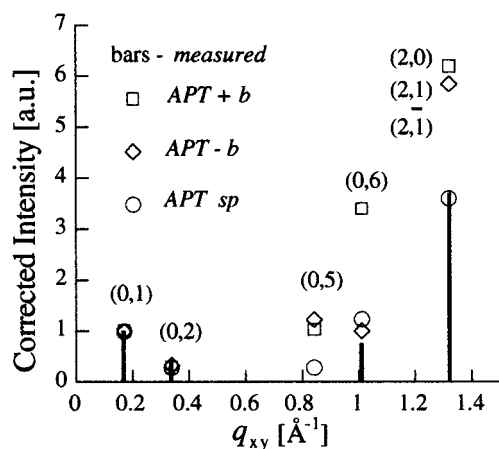 7
6
5
4
3
2
1
0
Corrected Intensity [a.u.]
bars - measured
APT + b
APT - b
APT sp
(0,1)
(0,2)
(0,5)
(0,6)
(2,0)
(2,1)
(2,1̅)
0 0.2 0.4 0.6 0.8 1 1.2 1.4
q_xy [Å⁻¹]